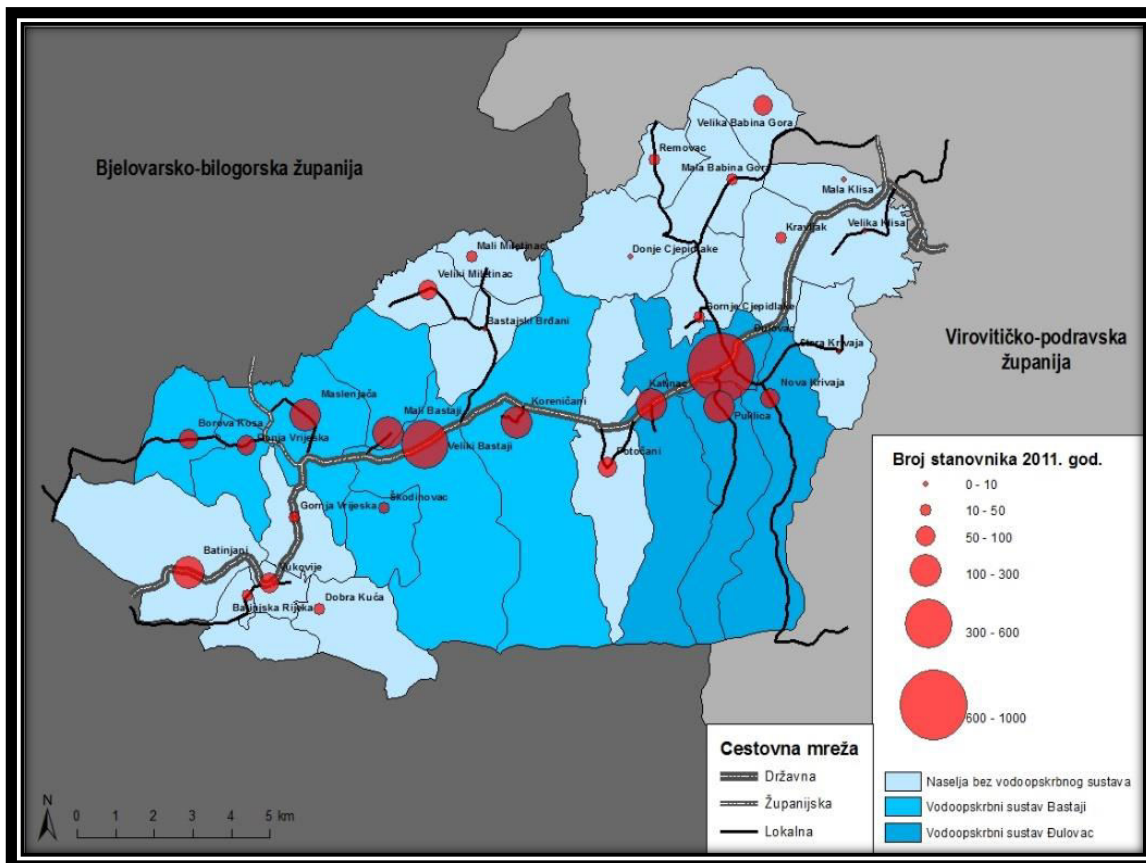 Velika Babina Gora
Removac
Bjelovarsko-bilogorska županija
Mala Babina Gora
Mala Klisa
Kravljak
Velika Klisa
Mali Miletinac
Donje Cjepidlake
Veliki Miletinac
Gornje Cjepidlake
Bastajski Brđani
Đulovac
Stara Krivaja
Virovitičko-podravska
županija
Katinac
Nova Krivaja
Maslenjača
Koreničani
Mali Bastaji
Puklica
Borova Kosa
Donja Vrijeska
Veliki Bastaji
Potočani
Škodinovac
Gornja Vrijeska
Batinjani
Vukovije
Batinjska Rijeka
Dobra Kuća
Broj stanovnika 2011. god.
0 - 10
10 - 50
50 - 100
100 - 300
300 - 600
600 - 1000
Cestovna mreža
Državna
Županijska
Lokalna
Naselja bez vodoopskrbnog sustava
Vodoopskrbni sustav Bastaji
Vodoopskrbni sustav Đulovac
N
0 1 2 3 4 5 km